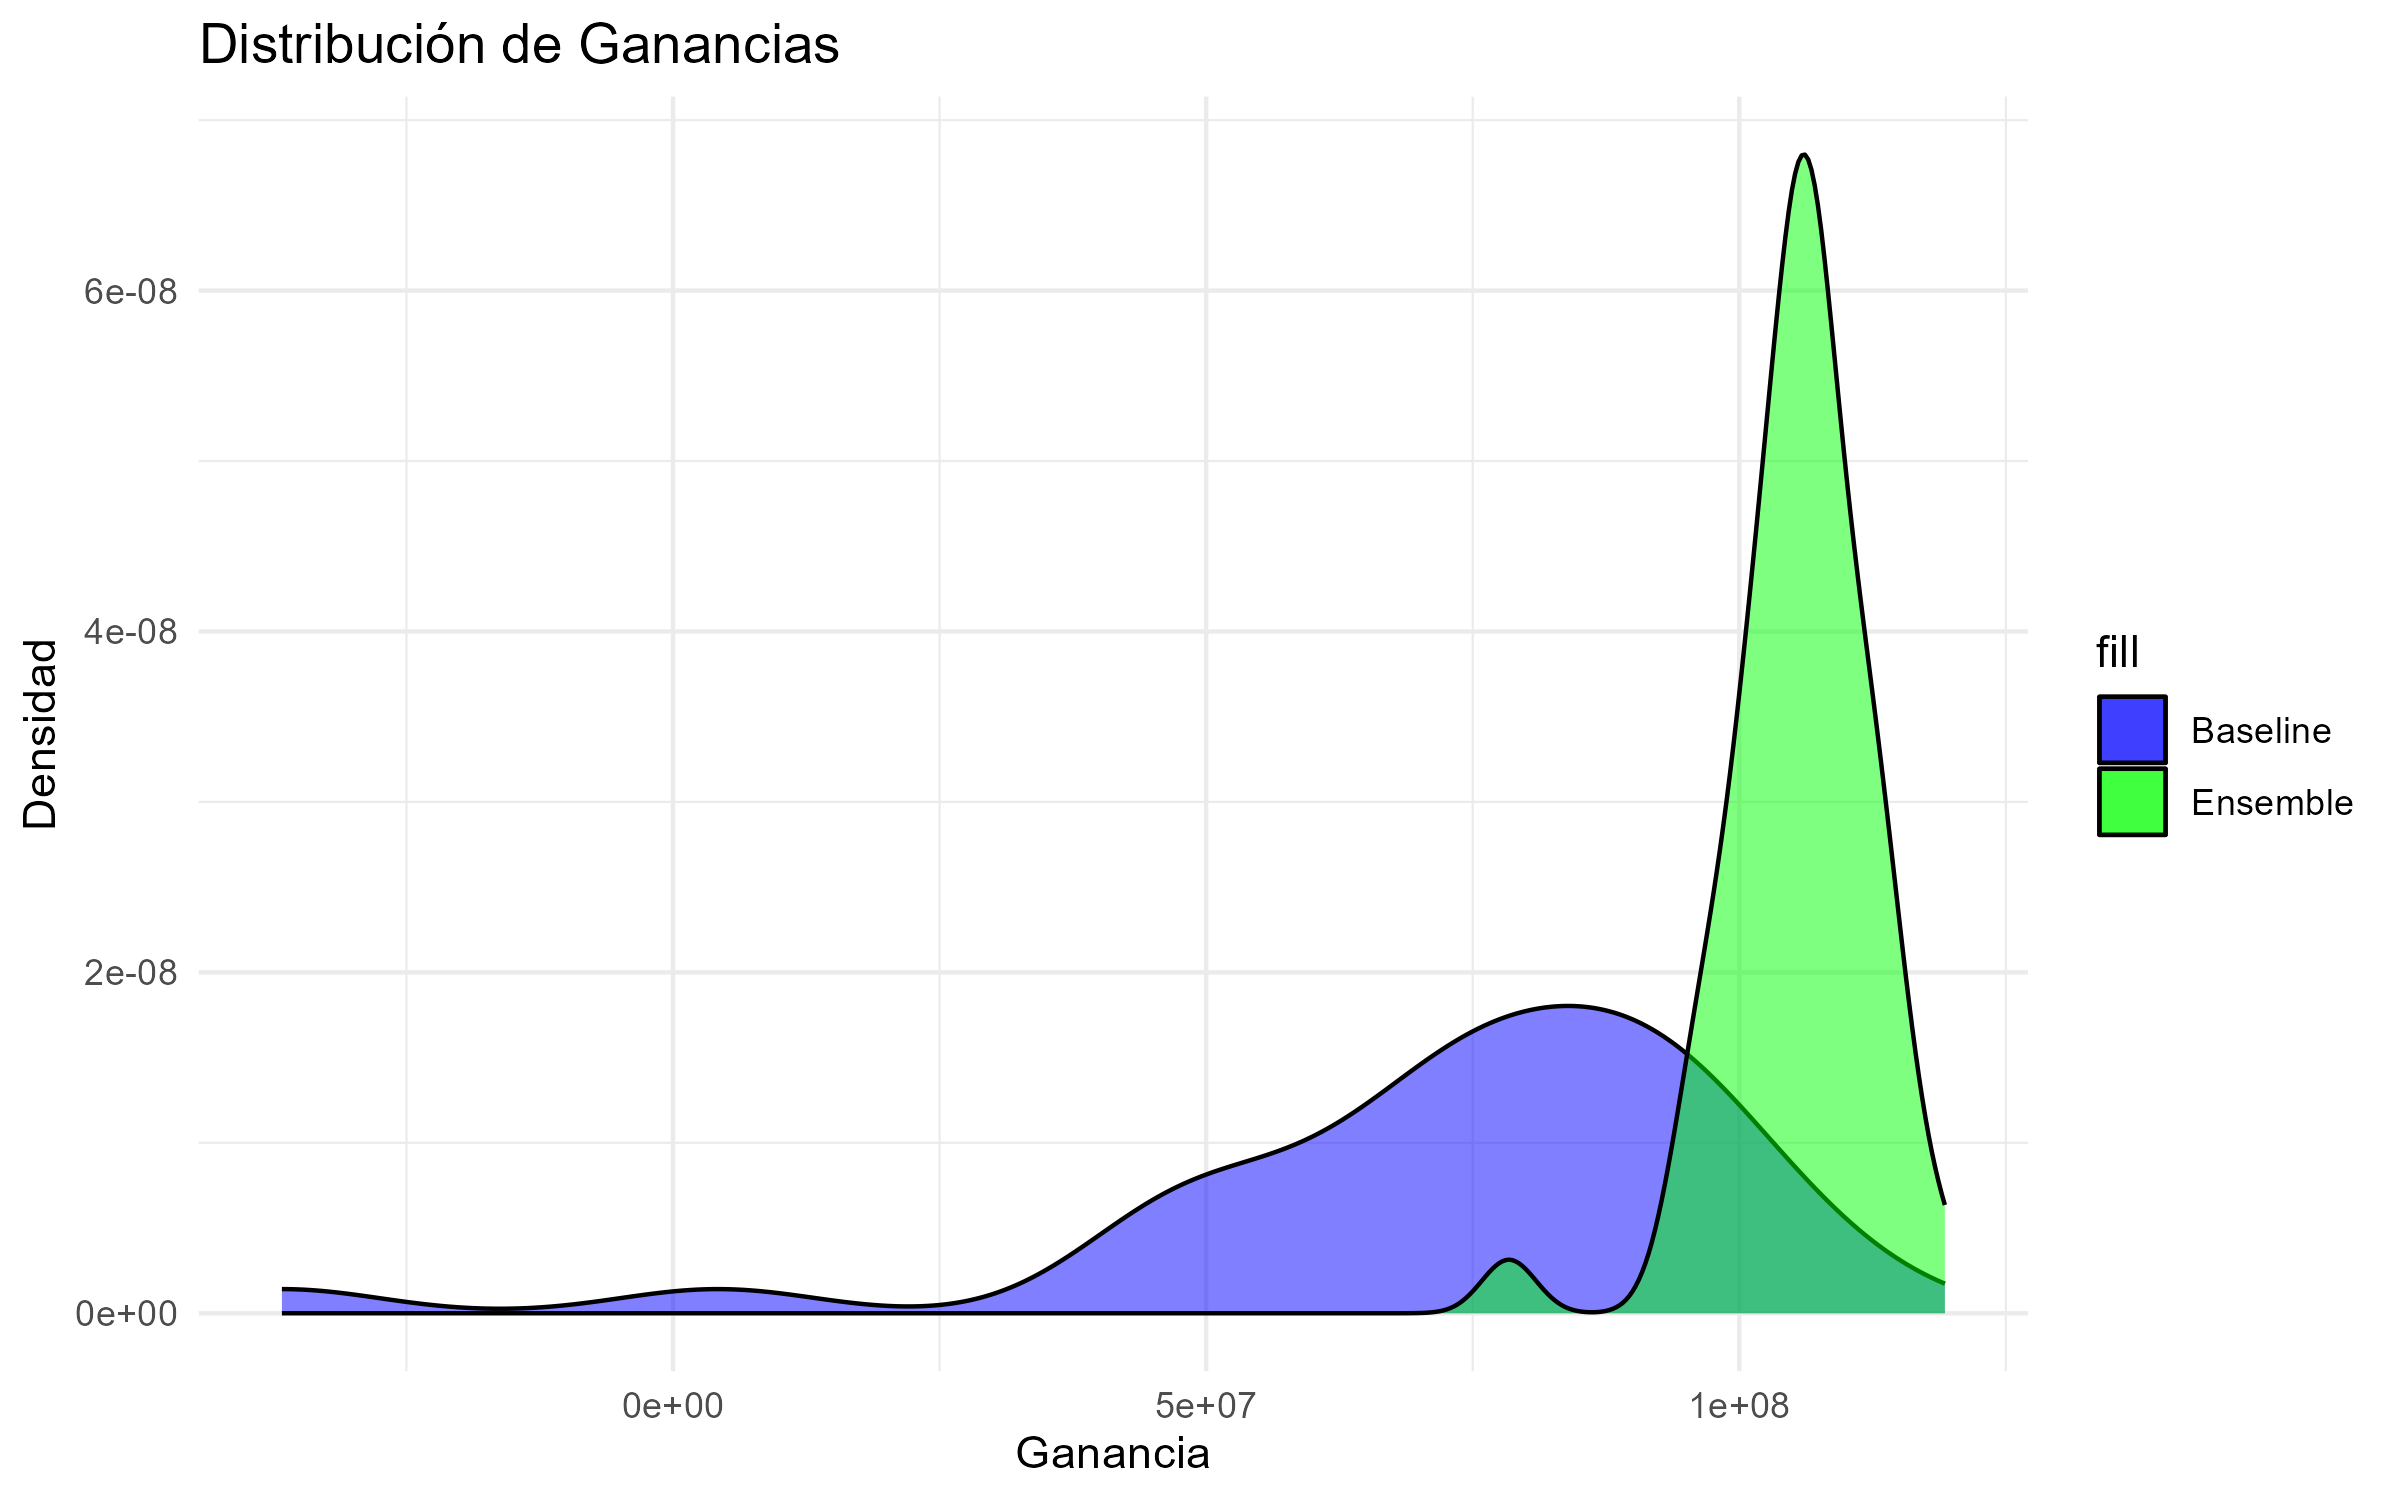 Distribución de Ganancias
Densidad
6e-08
4e-08
2e-08
0e+00
0e+00
5e+07
1e+08
Ganancia
fill
Baseline
Ensemble